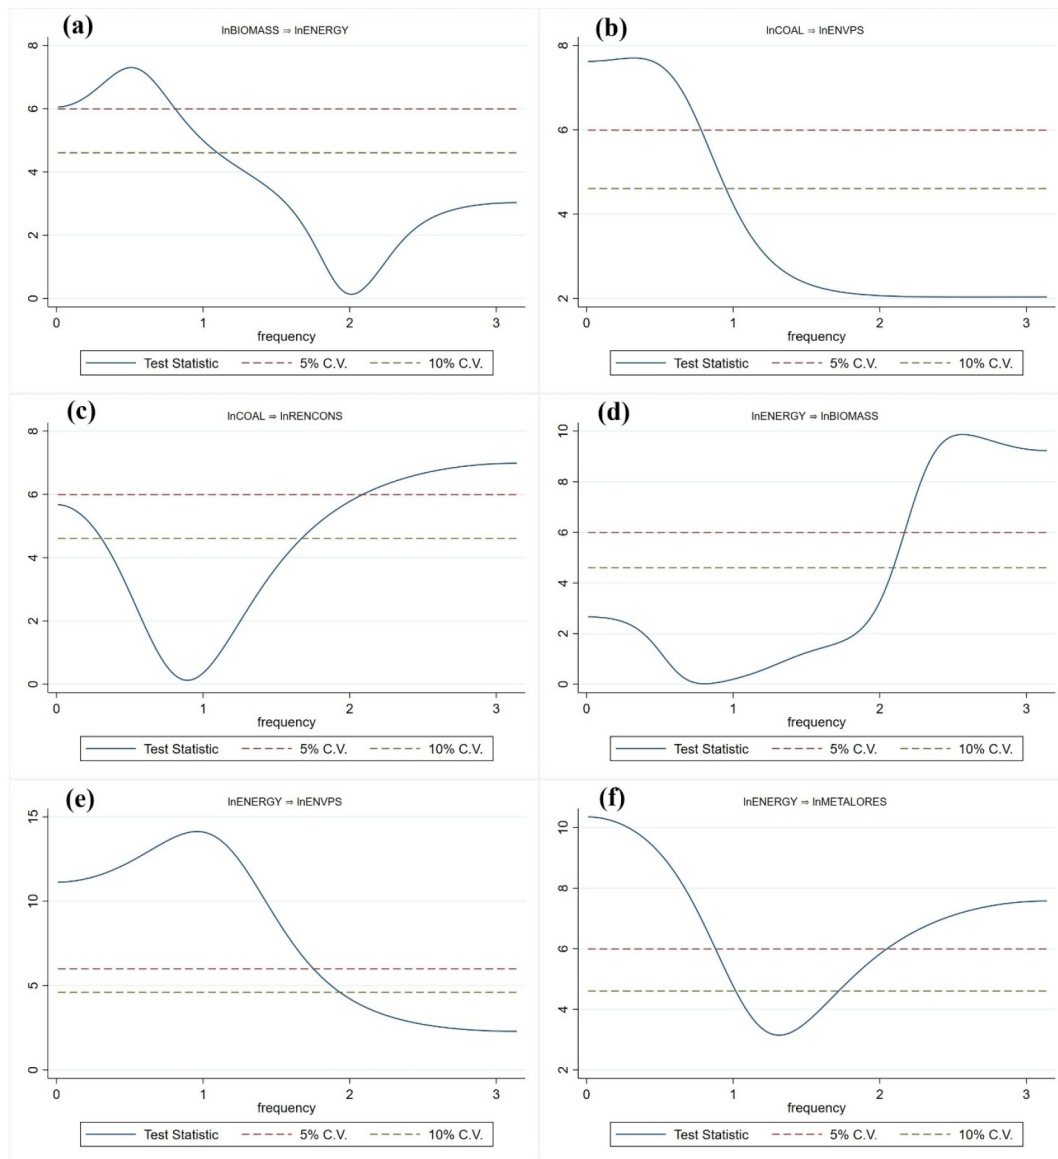 (a)
lnBIOMASS ⇒ lnENERGY
8
6
4
2
0
0 1 2 3
frequency
Test Statistic 5% C.V. 10% C.V.
(b)
lnCOAL ⇒ lnENVPS
8
6
4
2
0 1 2 3
frequency
Test Statistic 5% C.V. 10% C.V.
(c)
lnCOAL ⇒ lnRENCONS
8
6
4
2
0
0 1 2 3
frequency
Test Statistic 5% C.V. 10% C.V.
(d)
lnENERGY ⇒ lnBIOMASS
10
8
6
4
2
0
0 1 2 3
frequency
Test Statistic 5% C.V. 10% C.V.
(e)
lnENERGY ⇒ lnENVPS
15
10
5
0
0 1 2 3
frequency
Test Statistic 5% C.V. 10% C.V.
(f)
lnENERGY ⇒ lnMETALORES
10
8
6
4
2
0 1 2 3
frequency
Test Statistic 5% C.V. 10% C.V.